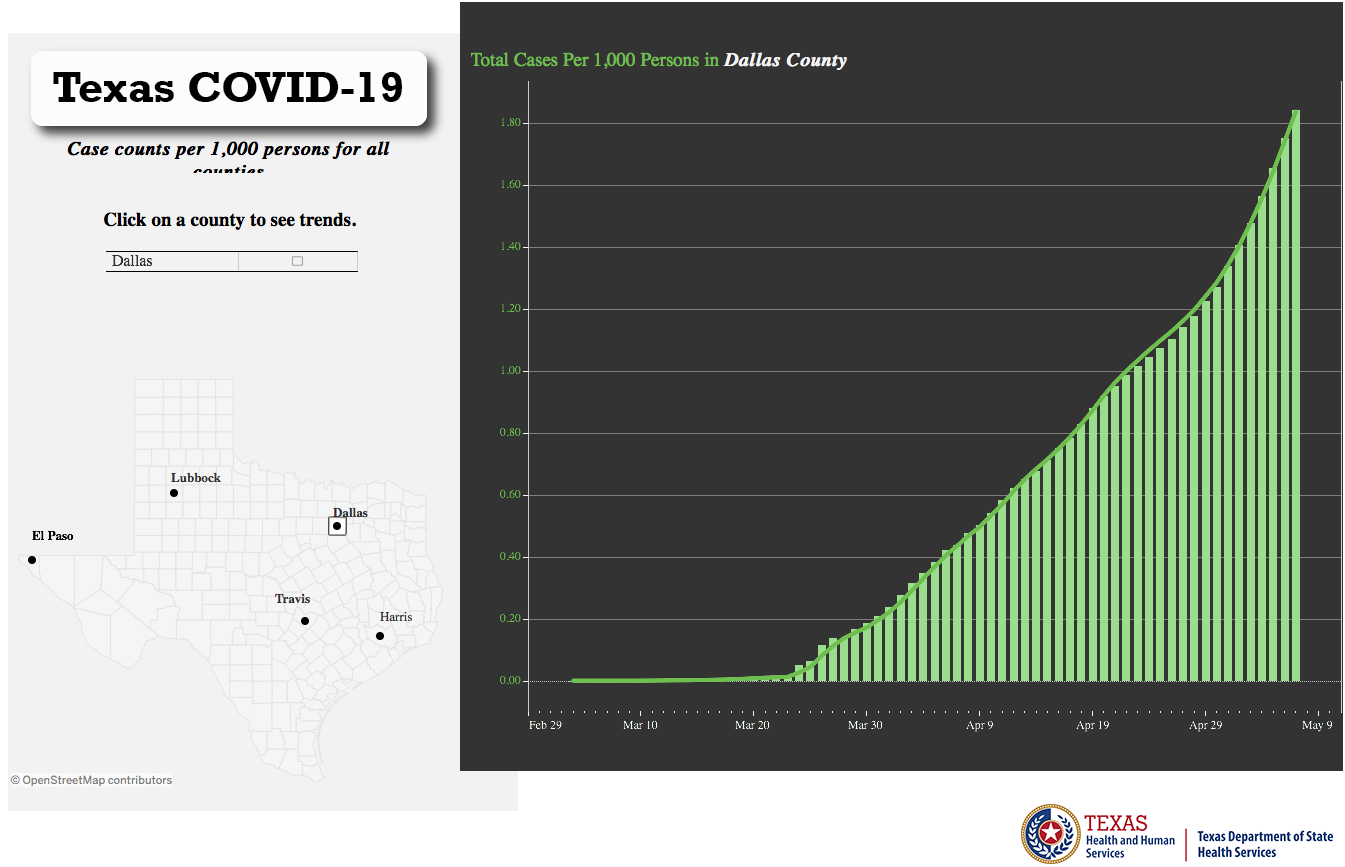 Texas COVID-19
Case counts per 1,000 persons for all
counties
Click on a county to see trends.
Dallas
Lubbock
Dallas
El Paso
Travis
Harris
© OpenStreetMap contributors
Total Cases Per 1,000 Persons in Dallas County
1.80
1.60
1.40
1.20
1.00
0.80
0.60
0.40
0.20
0.00
Feb 29 Mar 10 Mar 20 Mar 30 Apr 9 Apr 19 Apr 29 May 9
TEXAS
Health and Human
Services
Texas Department of State
Health Services